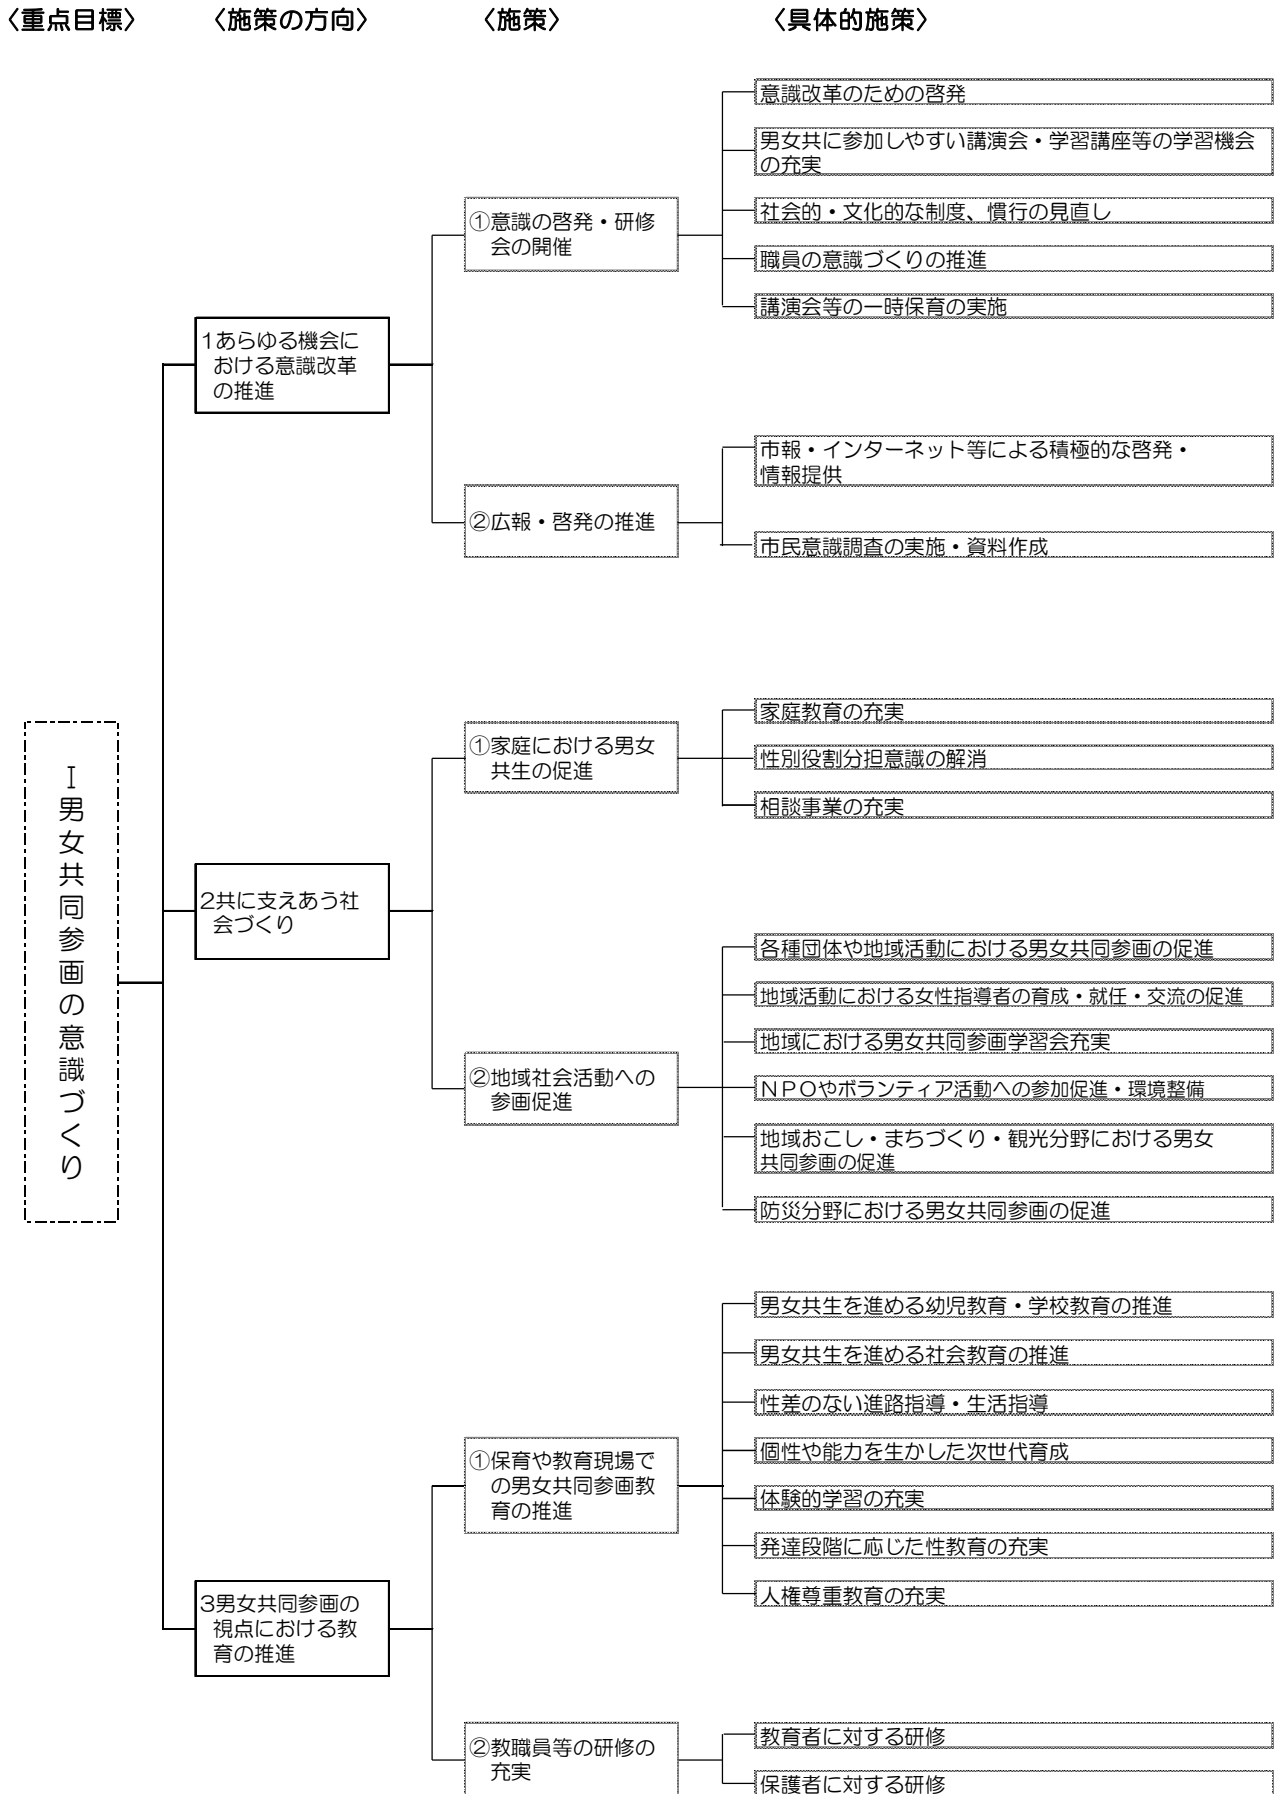 〈重点目標〉 〈施策の方向〉 〈施策〉 〈具体的施策〉
Ⅰ男女共同参画の意識づくり
1あらゆる機会に
おける意識改革
の推進
①意識の啓発・研修
会の開催
意識改革のための啓発
男女共に参加しやすい講演会・学習講座等の学習機会
の充実
社会的・文化的な制度、慣行の見直し
職員の意識づくりの推進
講演会等の一時保育の実施
②広報・啓発の推進
市報・インターネット等による積極的な啓発・
情報提供
市民意識調査の実施・資料作成
2共に支えあう社
会づくり
①家庭における男女
共生の促進
家庭教育の充実
性別役割分担意識の解消
相談事業の充実
②地域社会活動への
参画促進
各種団体や地域活動における男女共同参画の促進
地域活動における女性指導者の育成・就任・交流の促進
地域における男女共同参画学習会充実
NPOやボランティア活動への参加促進・環境整備
地域おこし・まちづくり・観光分野における男女
共同参画の促進
防災分野における男女共同参画の促進
3男女共同参画の
視点における教
育の推進
①保育や教育現場で
の男女共同参画教
育の推進
男女共生を進める幼児教育・学校教育の推進
男女共生を進める社会教育の推進
性差のない進路指導・生活指導
個性や能力を生かした次世代育成
体験的学習の充実
発達段階に応じた性教育の充実
人権尊重教育の充実
②教職員等の研修の
充実
教育者に対する研修
保護者に対する研修